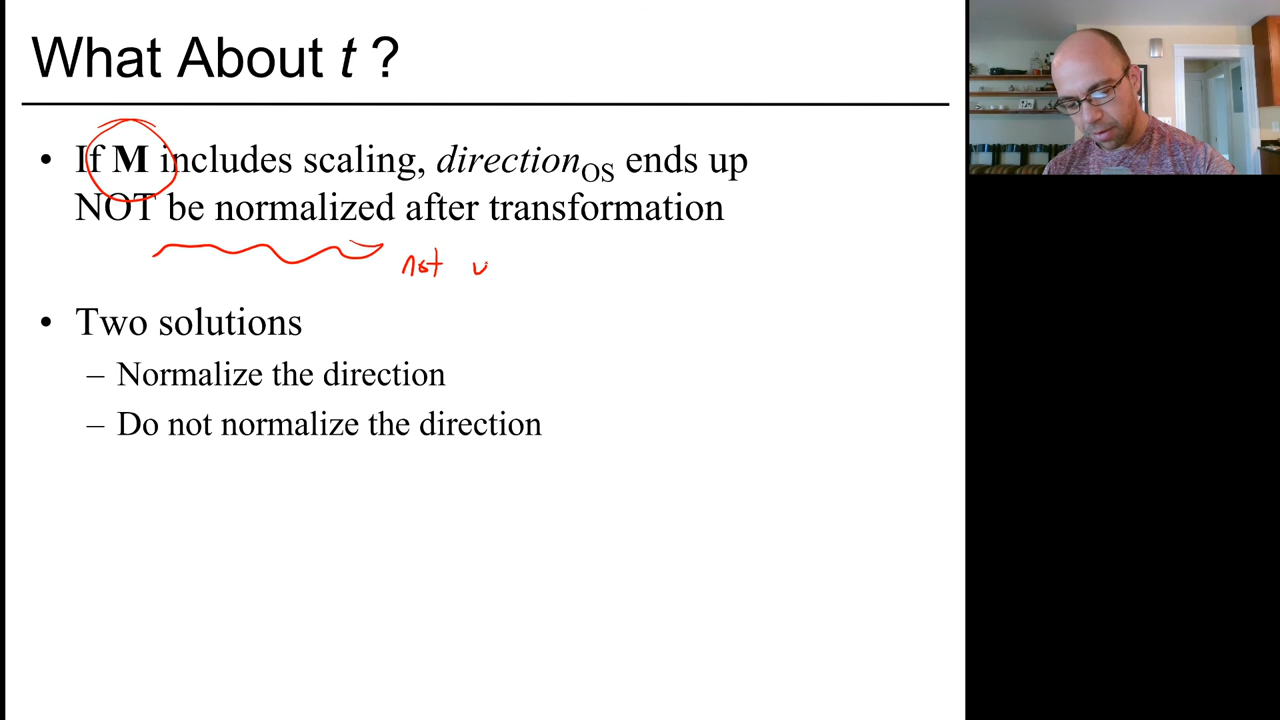 What About t ?
• If M includes scaling, directionOS ends up
NOT be normalized after transformation
not
• Two solutions
– Normalize the direction
– Do not normalize the direction